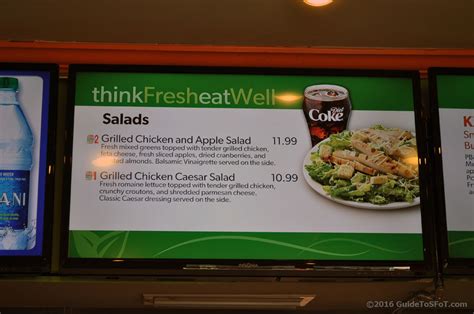 thinkFresheatWell
Salads
2 Grilled Chicken and Apple Salad 11.99
Fresh mixed greens topped with tender grilled chicken,
feta cheese, fresh sliced apples, dried cranberries, and
almonds. Balsamic Vinaigrette served on the side.
1 Grilled Chicken Caesar Salad 10.99
Fresh romaine lettuce topped with tender grilled chicken,
crunchy croutons, and shredded parmesan cheese.
Classic Caesar dressing served on the side.
Diet
Coke
ANI
INSIGNIA
©2016 GuideToSFoT.com